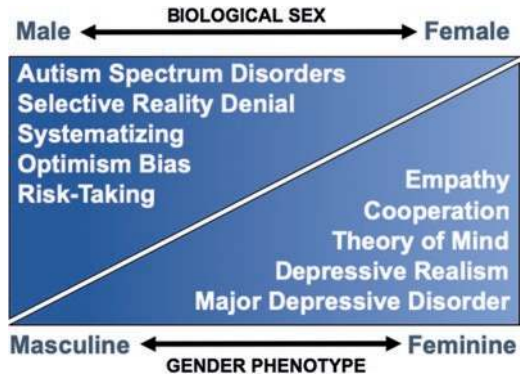 BIOLOGICAL SEX
Male Female
Autism Spectrum Disorders
Selective Reality Denial
Systematizing
Optimism Bias
Risk-Taking
Empathy
Cooperation
Theory of Mind
Depressive Realism
Major Depressive Disorder
Masculine Feminine
GENDER PHENOTYPE